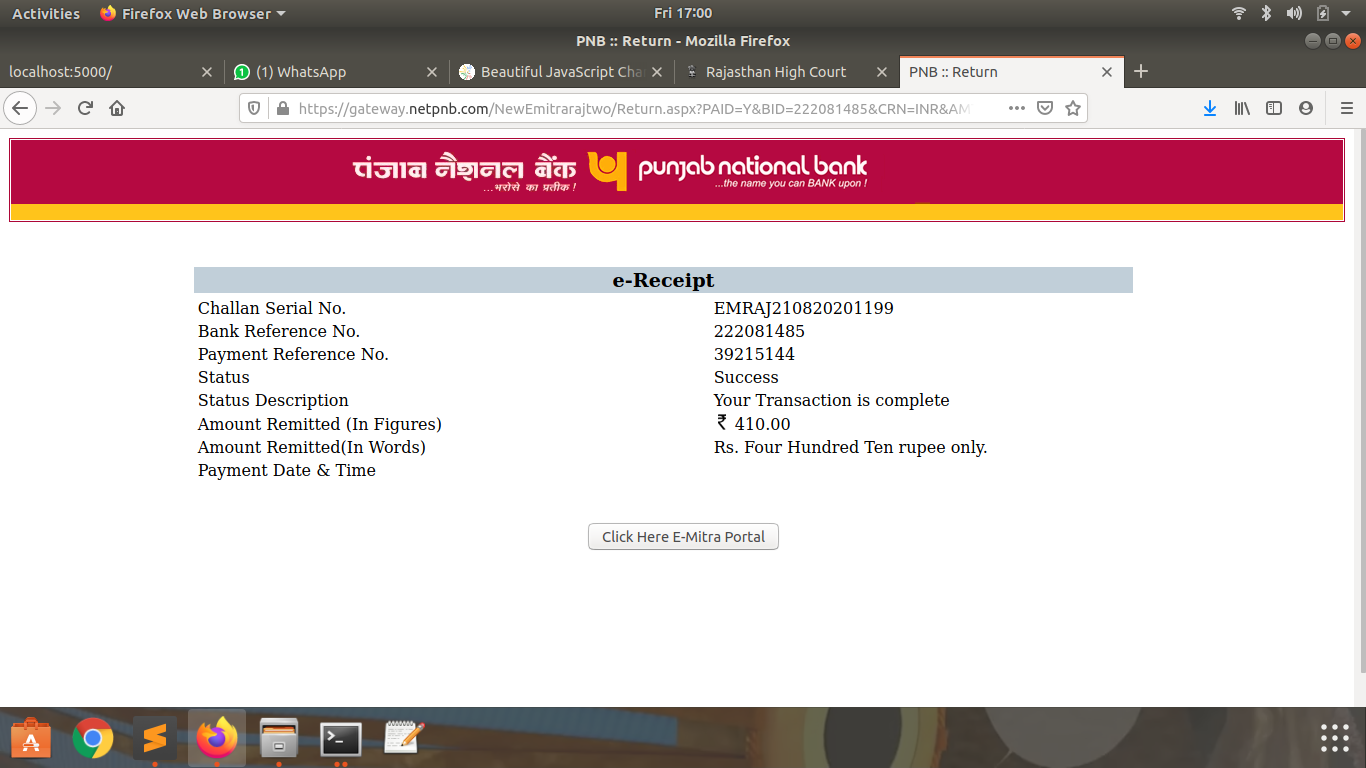 Activities Firefox Web Browser Fri 17:00
PNB :: Return - Mozilla Firefox
localhost:5000/ (1) WhatsApp Beautiful JavaScript Cha Rajasthan High Court PNB :: Return
https://gateway.netpnb.com/NewEmitrarajtwo/Return.aspx?PAID=Y&BID=222081485&CRN=INR&AM
पंजाब नैशनल बैंक punjab national bank
...भरोसे का प्रतीक ! ...the name you can BANK upon !
e-Receipt
Challan Serial No. EMRAJ210820201199
Bank Reference No. 222081485
Payment Reference No. 39215144
Status Success
Status Description Your Transaction is complete
Amount Remitted (In Figures) ₹ 410.00
Amount Remitted(In Words) Rs. Four Hundred Ten rupee only.
Payment Date & Time
Click Here E-Mitra Portal